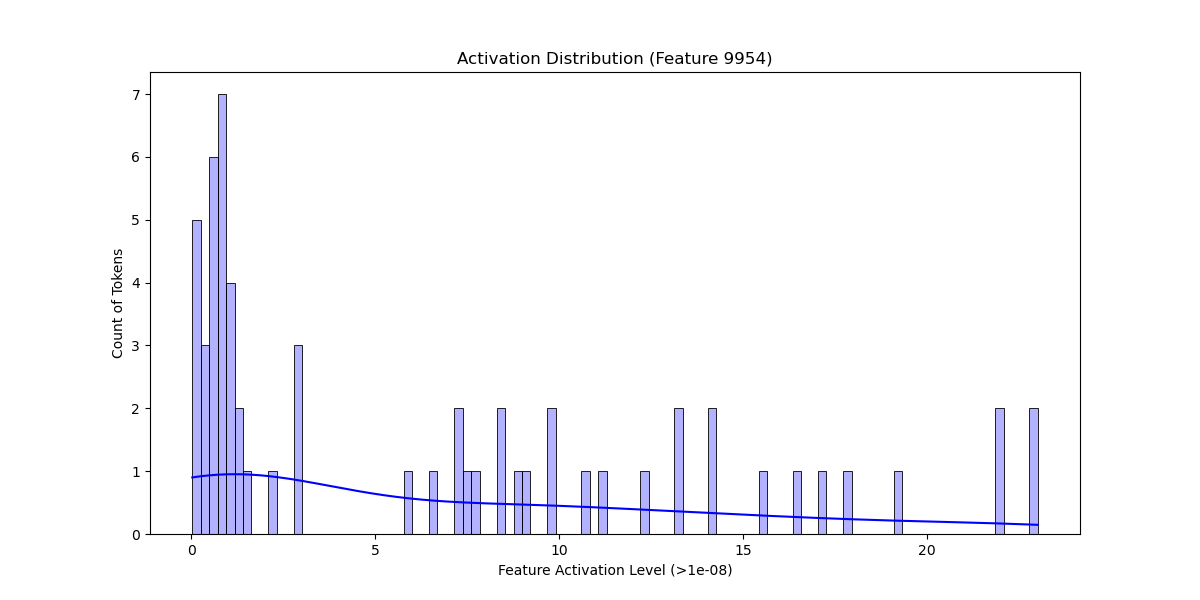 Activation Distribution (Feature 9954)
7
6
5
4
3
2
1
0
Count of Tokens
0 5 10 15 20
Feature Activation Level (>1e-08)